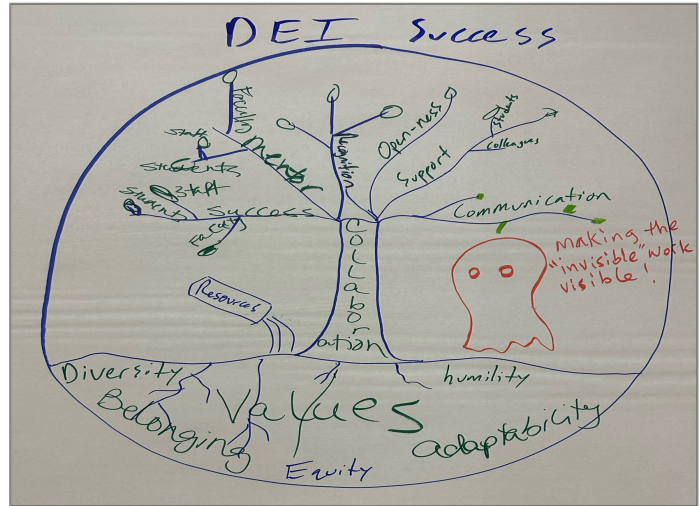 DEI Success
Faculty
Mentor
Staff
Students
Recognition
Open-ness
Support
Students
Colleagues
Staff
Students
Success
Faculty
Communication
Collaboration
Resources
Making the
"invisible" work
visible!
Diversity
humility
Belonging
Values
adaptability
Equity